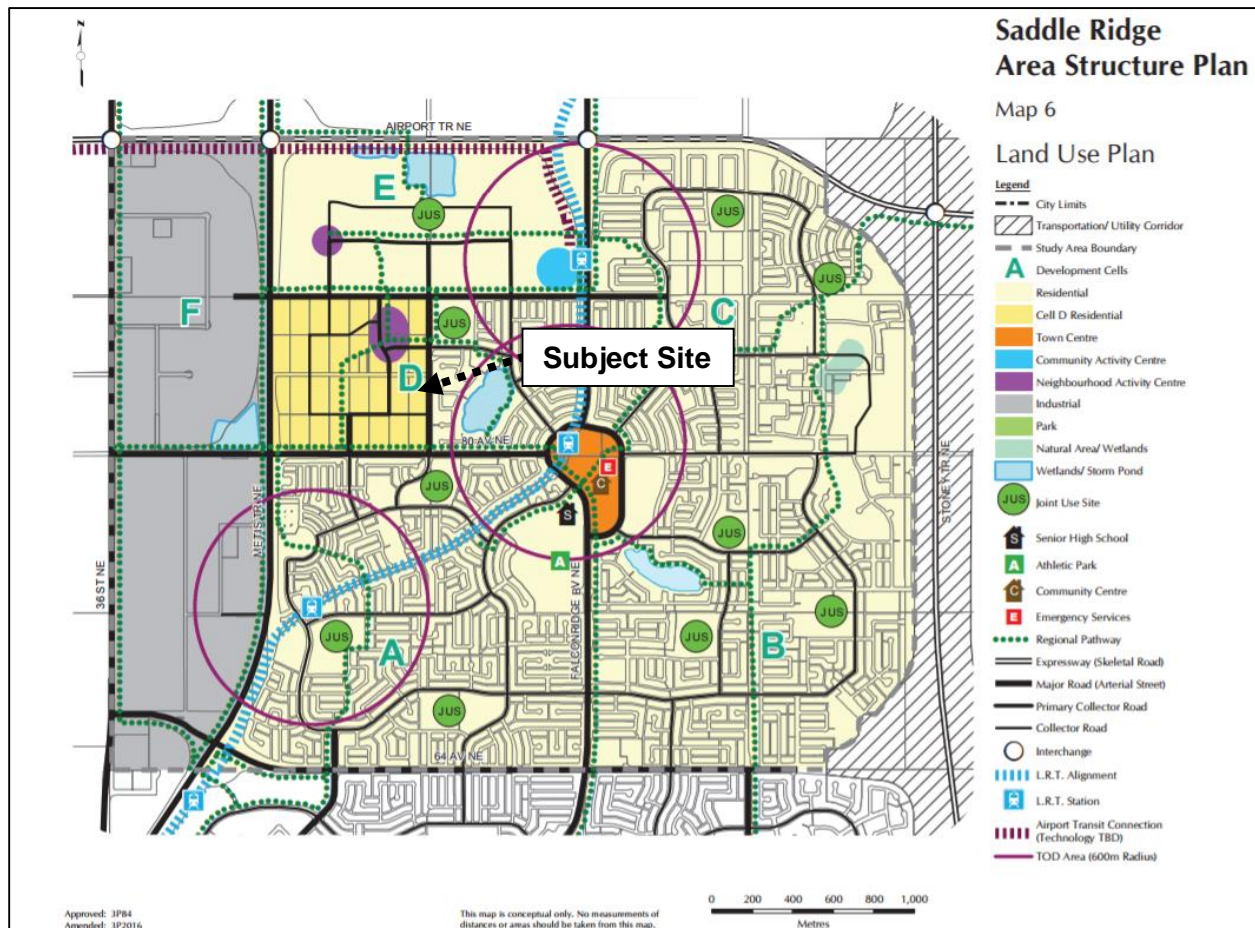 Saddle Ridge
Area Structure Plan
Map 6
Land Use Plan
Legend
City Limits
Transportation/ Utility Corridor
Study Area Boundary
A Development Cells
Residential
Cell D Residential
Town Centre
Community Activity Centre
Neighbourhood Activity Centre
Industrial
Park
Natural Area/ Wetlands
Wetlands/ Storm Pond
JUS Joint Use Site
S Senior High School
A Athletic Park
C Community Centre
E Emergency Services
Regional Pathway
Expressway (Skeletal Road)
Major Road (Arterial Street)
Primary Collector Road
Collector Road
Interchange
L.R.T. Alignment
L.R.T. Station
Airport Transit Connection
(Technology TBD)
TOD Area (600m Radius)
N
AIRPORT TR NE
E
JUS
JUS
JUS
F
C
JUS
Subject Site
D
80 AV NE
STONEY TR NE
E
C
JUS
S
JUS
METIS TR NE
36 ST NE
A
FALCONRIDGE BV NE
JUS
A
JUS
JUS
B
JUS
64 AV NE
Approved: 3P84
Amended: 3P2016
This map is conceptual only. No measurements of
distances or areas should be taken from this map.
0 200 400 600 800 1,000
Metres